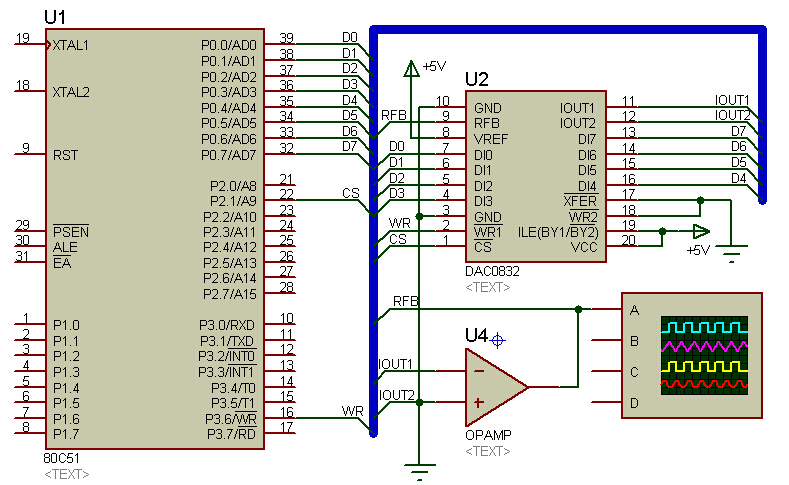 U1
19 XTAL1
18 XTAL2
9 RST
29 PSEN
30 ALE
31 EA
1 P1.0
2 P1.1
3 P1.2
4 P1.3
5 P1.4
6 P1.5
7 P1.6
8 P1.7
P0.0/AD0 39 D0
P0.1/AD1 38 D1
P0.2/AD2 37 D2
P0.3/AD3 36 D3
P0.4/AD4 35 D4
P0.5/AD5 34 D5
P0.6/AD6 33 D6
P0.7/AD7 32 D7
P2.0/A8 21
P2.1/A9 22 CS
P2.2/A10 23
P2.3/A11 24
P2.4/A12 25
P2.5/A13 26
P2.6/A14 27
P2.7/A15 28
P3.0/RXD 10
P3.1/TXD 11
P3.2/INT0 12
P3.3/INT1 13
P3.4/T0 14
P3.5/T1 15
P3.6/WR 16 WR
P3.7/RD 17
80C51
<TEXT>
+5V
U2
10 GND
RFB 9 RFB
8 VREF
D0 7 DI0
D1 6 DI1
D2 5 DI2
D3 4 DI3
3 GND
WR 2 WR1
CS 1 CS
IOUT1 11 IOUT1
IOUT2 12 IOUT2
DI7 13 D7
DI6 14 D6
DI5 15 D5
DI4 16 D4
XFER 17
WR2 18
ILE(BY1/BY2) 19
VCC 20
+5V
DAC0832
<TEXT>
RFB
U4
IOUT1
IOUT2
OPAMP
<TEXT>
A
B
C
D